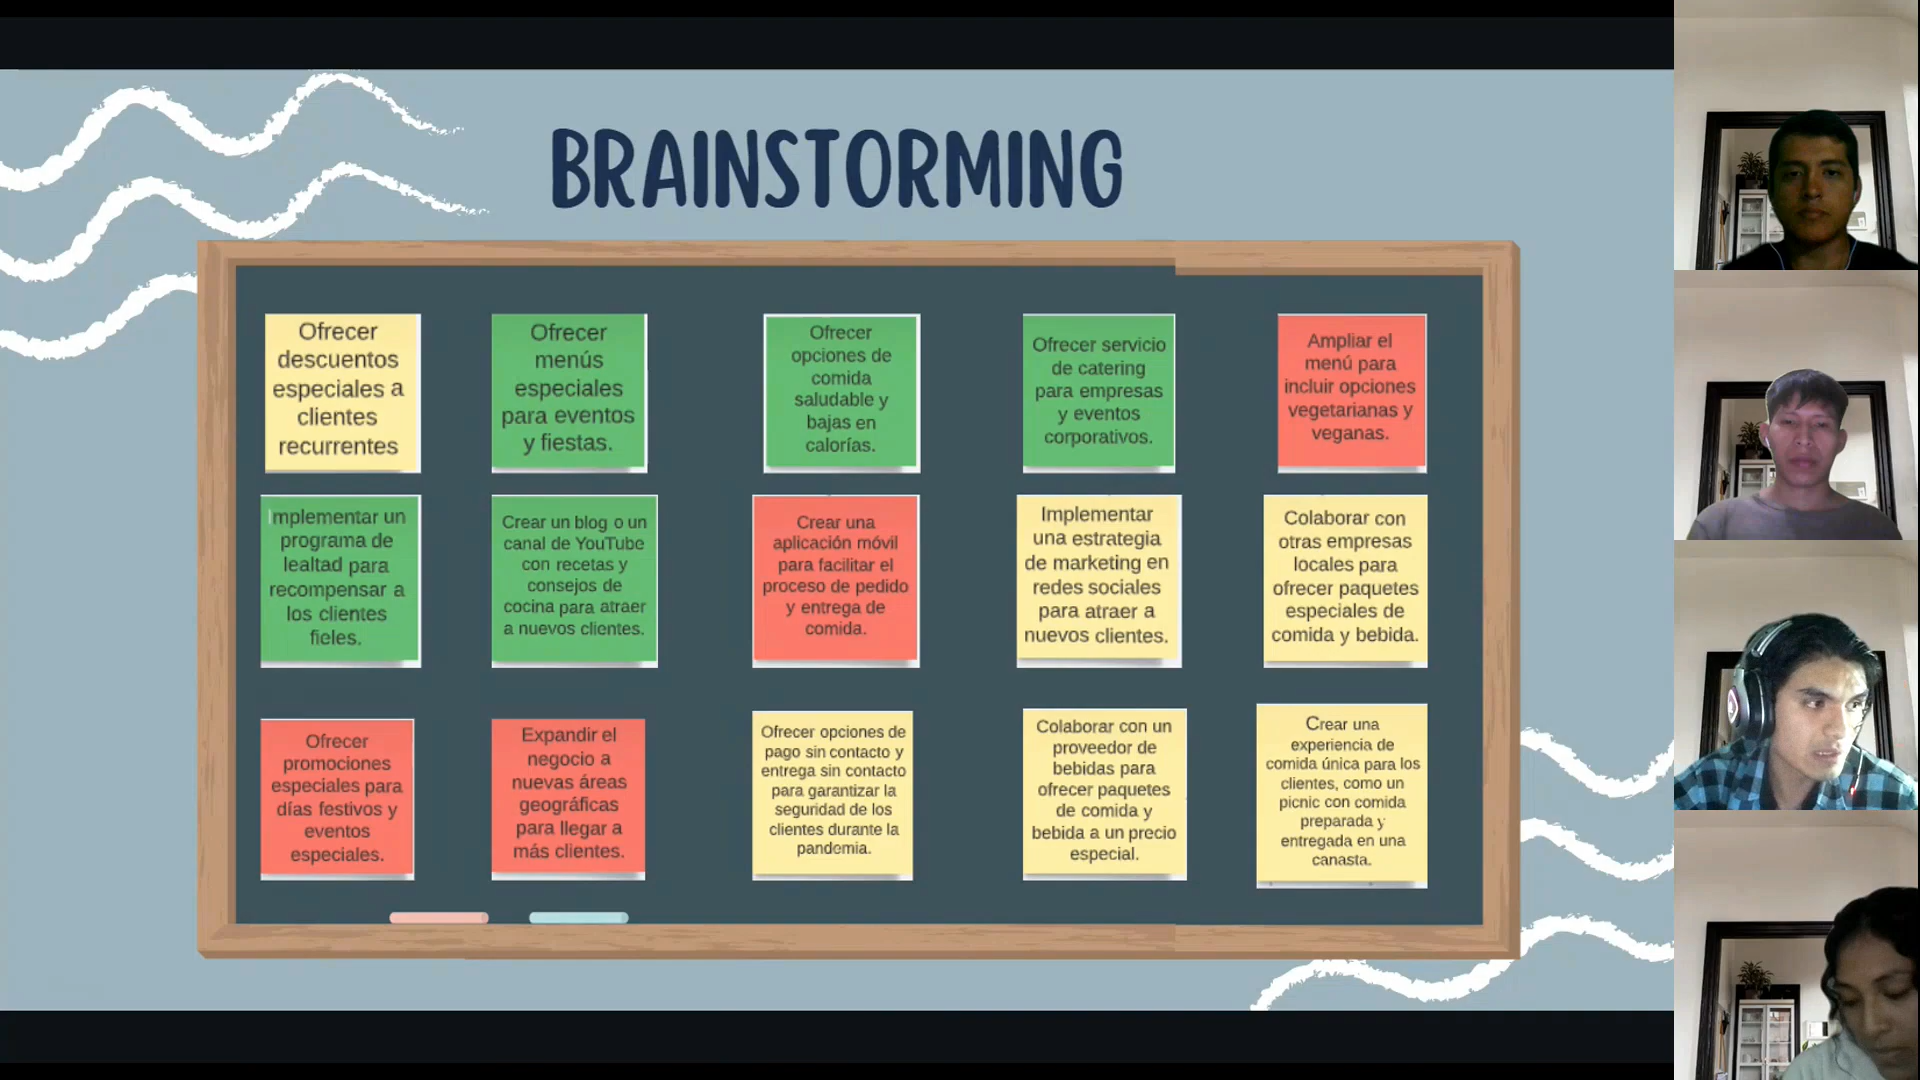 BRAINSTORMING
Ofrecer
descuentos
especiales a
clientes
recurrentes
Ofrecer
menús
especiales
para eventos
y fiestas.
Ofrecer
opciones de
comida
saludable y
bajas en
calorías.
Ofrecer servicio
de catering
para empresas
y eventos
corporativos.
Ampliar el
menú para
incluir opciones
vegetarianas y
veganas.
Implementar un
programa de
lealtad para
recompensar a
los clientes
fieles.
Crear un blog o un
canal de YouTube
con recetas y
consejos de
cocina para atraer
a nuevos clientes.
Crear una
aplicación móvil
para facilitar el
proceso de pedido
y entrega de
comida.
Implementar
una estrategia
de marketing en
redes sociales
para atraer a
nuevos clientes.
Colaborar con
otras empresas
locales para
ofrecer paquetes
especiales de
comida y bebida.
Ofrecer
promociones
especiales para
días festivos y
eventos
especiales.
Expandir el
negocio a
nuevas áreas
geográficas
para llegar a
más clientes.
Ofrecer opciones de
pago sin contacto y
entrega sin contacto
para garantizar la
seguridad de los
clientes durante la
pandemia.
Colaborar con un
proveedor de
bebidas para
ofrecer paquetes
de comida y
bebida a un precio
especial.
Crear una
experiencia de
comida única para los
clientes, como un
picnic con comida
preparada y
entregada en una
canasta.